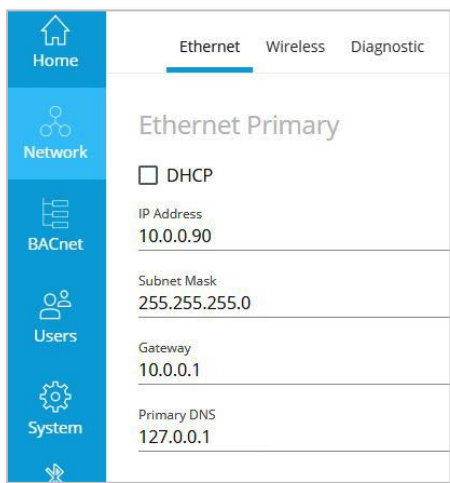 Home
Network
BACnet
Users
System
Ethernet Wireless Diagnostic
Ethernet Primary
DHCP
IP Address
10.0.0.90
Subnet Mask
255.255.255.0
Gateway
10.0.0.1
Primary DNS
127.0.0.1